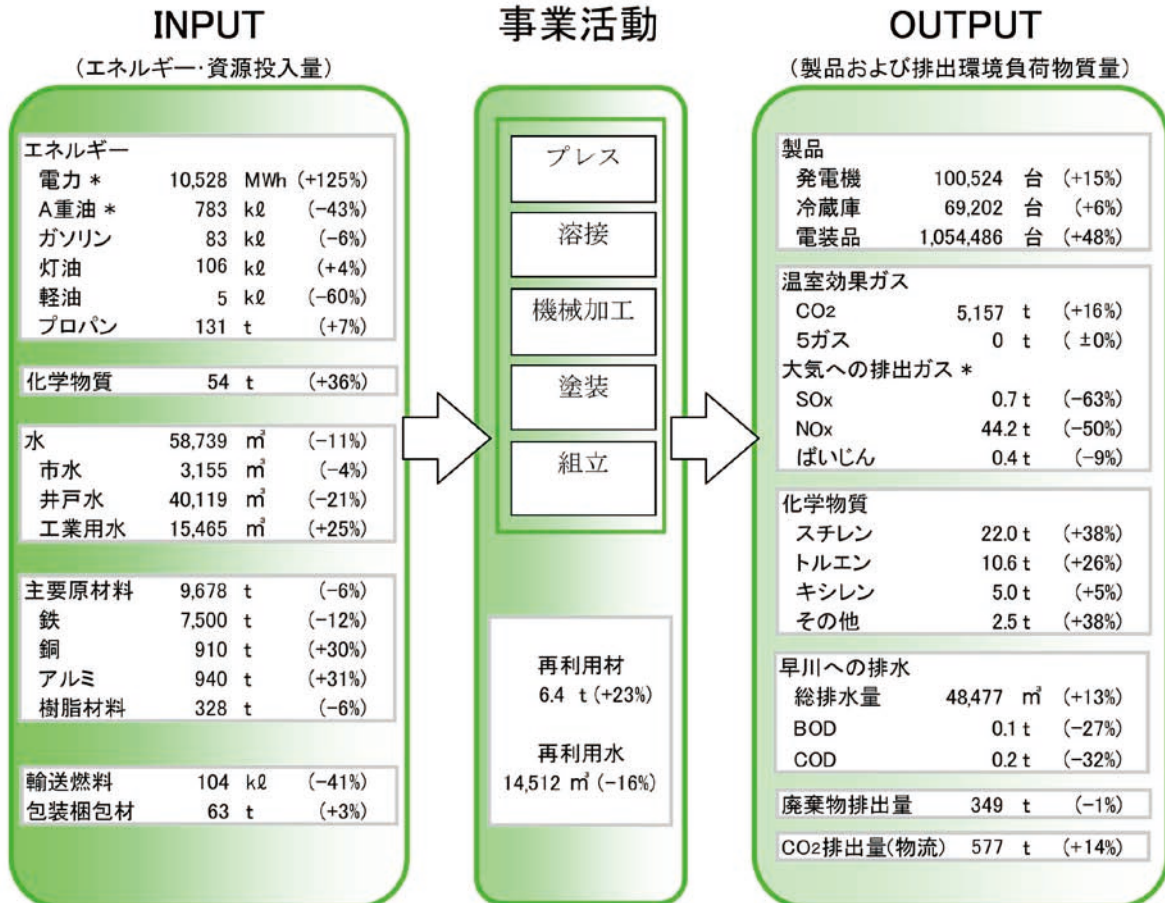 INPUT
(エネルギー・資源投入量)
エネルギー
電力 * 10,528 MWh (+125%)
A重油 * 783 kℓ (-43%)
ガソリン 83 kℓ (-6%)
灯油 106 kℓ (+4%)
軽油 5 kℓ (-60%)
プロパン 131 t (+7%)
化学物質 54 t (+36%)
水 58,739 ㎥ (-11%)
市水 3,155 ㎥ (-4%)
井戸水 40,119 ㎥ (-21%)
工業用水 15,465 ㎥ (+25%)
主要原材料 9,678 t (-6%)
鉄 7,500 t (-12%)
銅 910 t (+30%)
アルミ 940 t (+31%)
樹脂材料 328 t (-6%)
輸送燃料 104 kℓ (-41%)
包装梱包材 63 t (+3%)
事業活動
プレス
溶接
機械加工
塗装
組立
再利用材
6.4 t (+23%)
再利用水
14,512 ㎥ (-16%)
OUTPUT
(製品および排出環境負荷物質量)
製品
発電機 100,524 台 (+15%)
冷蔵庫 69,202 台 (+6%)
電装品 1,054,486 台 (+48%)
温室効果ガス
CO2 5,157 t (+16%)
5ガス 0 t ( ±0%)
大気への排出ガス *
SOx 0.7 t (-63%)
NOx 44.2 t (-50%)
ばいじん 0.4 t (-9%)
化学物質
スチレン 22.0 t (+38%)
トルエン 10.6 t (+26%)
キシレン 5.0 t (+5%)
その他 2.5 t (+38%)
早川への排水
総排水量 48,477 ㎥ (+13%)
BOD 0.1 t (-27%)
COD 0.2 t (-32%)
廃棄物排出量 349 t (-1%)
CO2排出量(物流) 577 t (+14%)